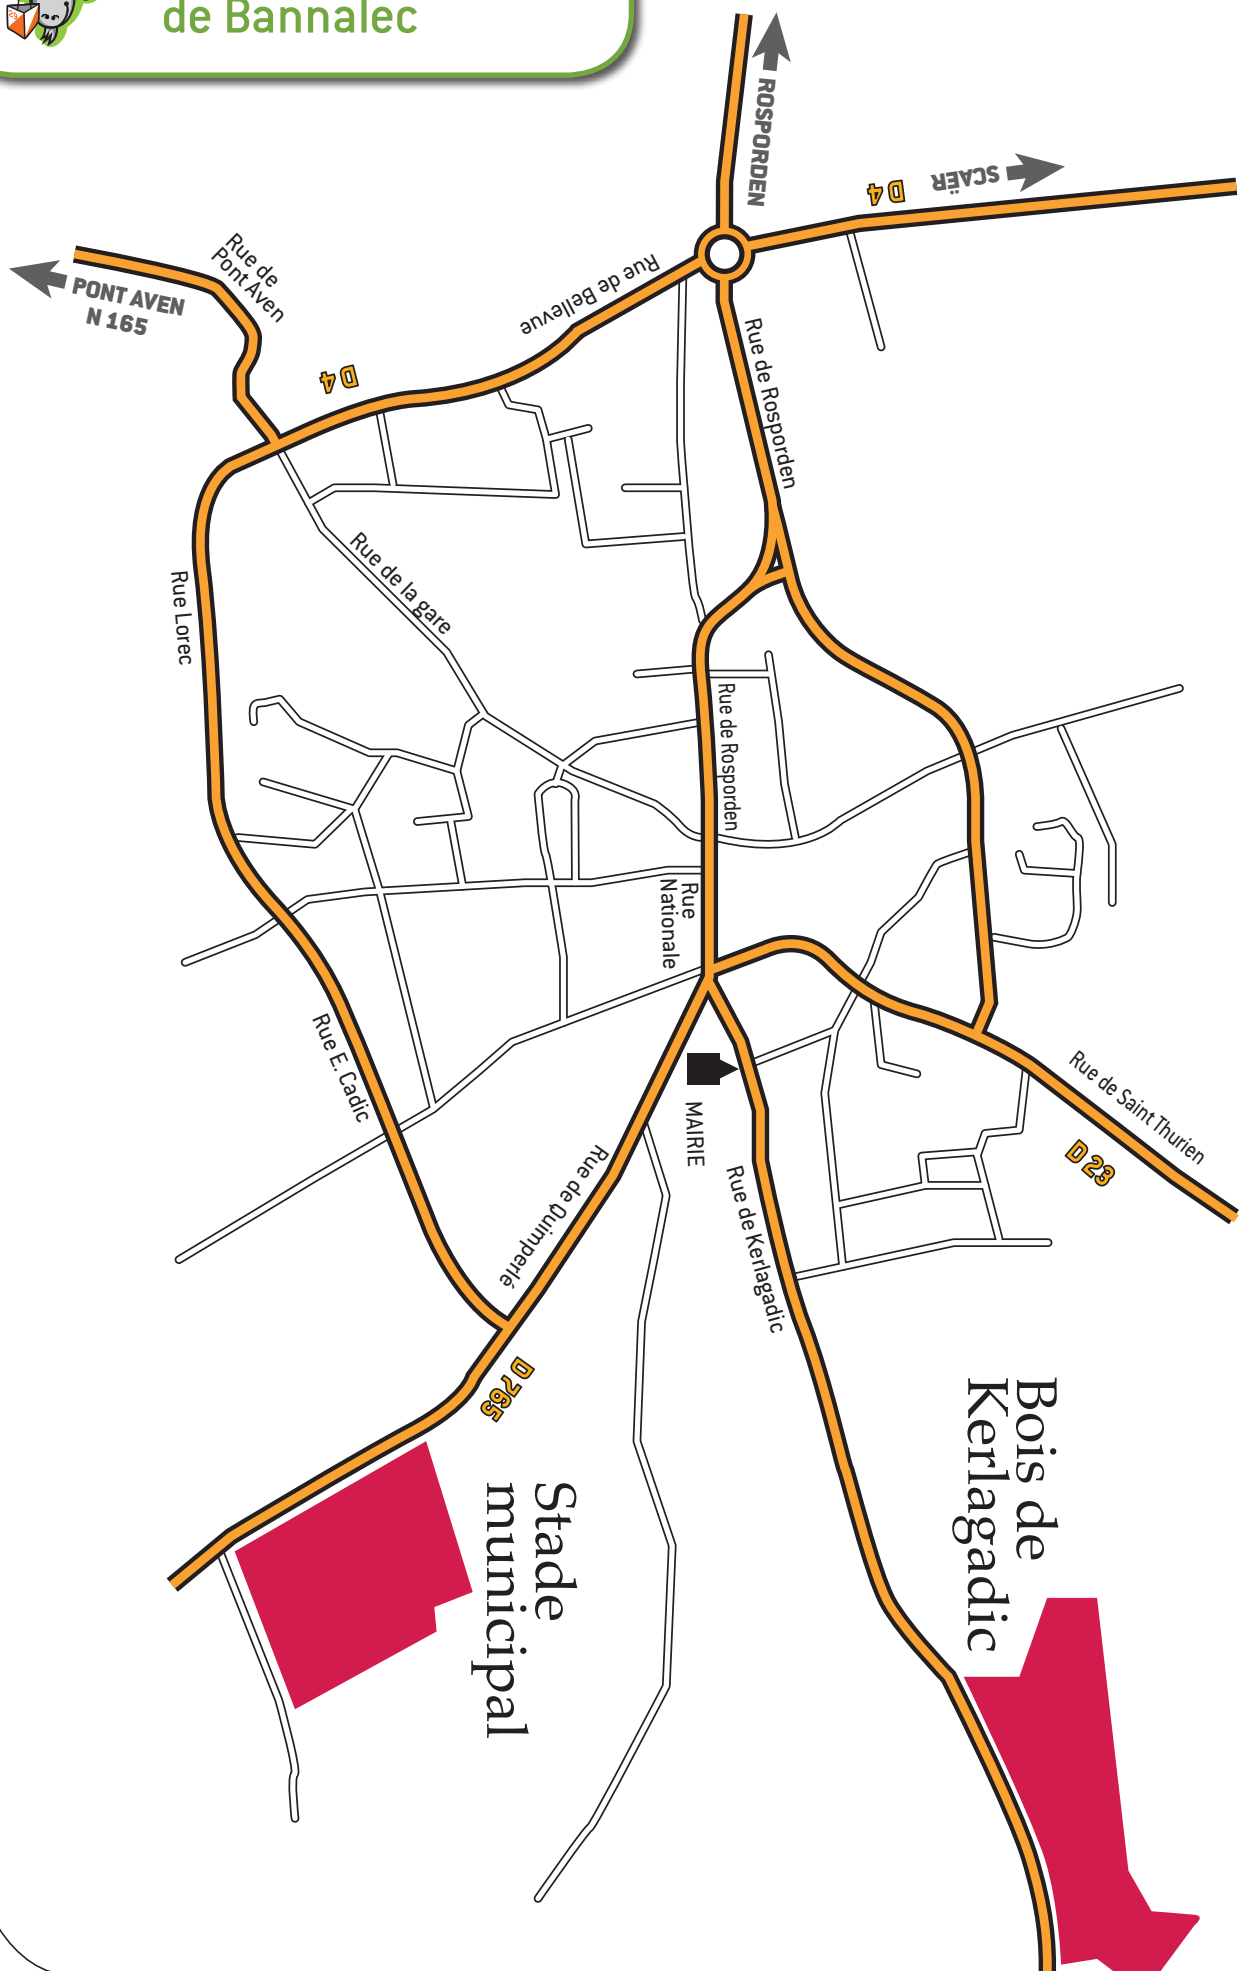 de Bannalec
ROSPORDEN
SCAËR
D 4
Rue de
Pont Aven
PONT AVEN
N 165
Rue de Bellevue
D 4
Rue de Rosporden
Rue de la gare
Rue Lorec
Rue de Rosporden
Rue
Nationale
Rue E. Cadic
MAIRIE
Rue de Saint Thurien
D 23
Rue de Quimperlé
Rue de Kerlagadic
D 765
Bois de
Kerlagadic
Stade
municipal